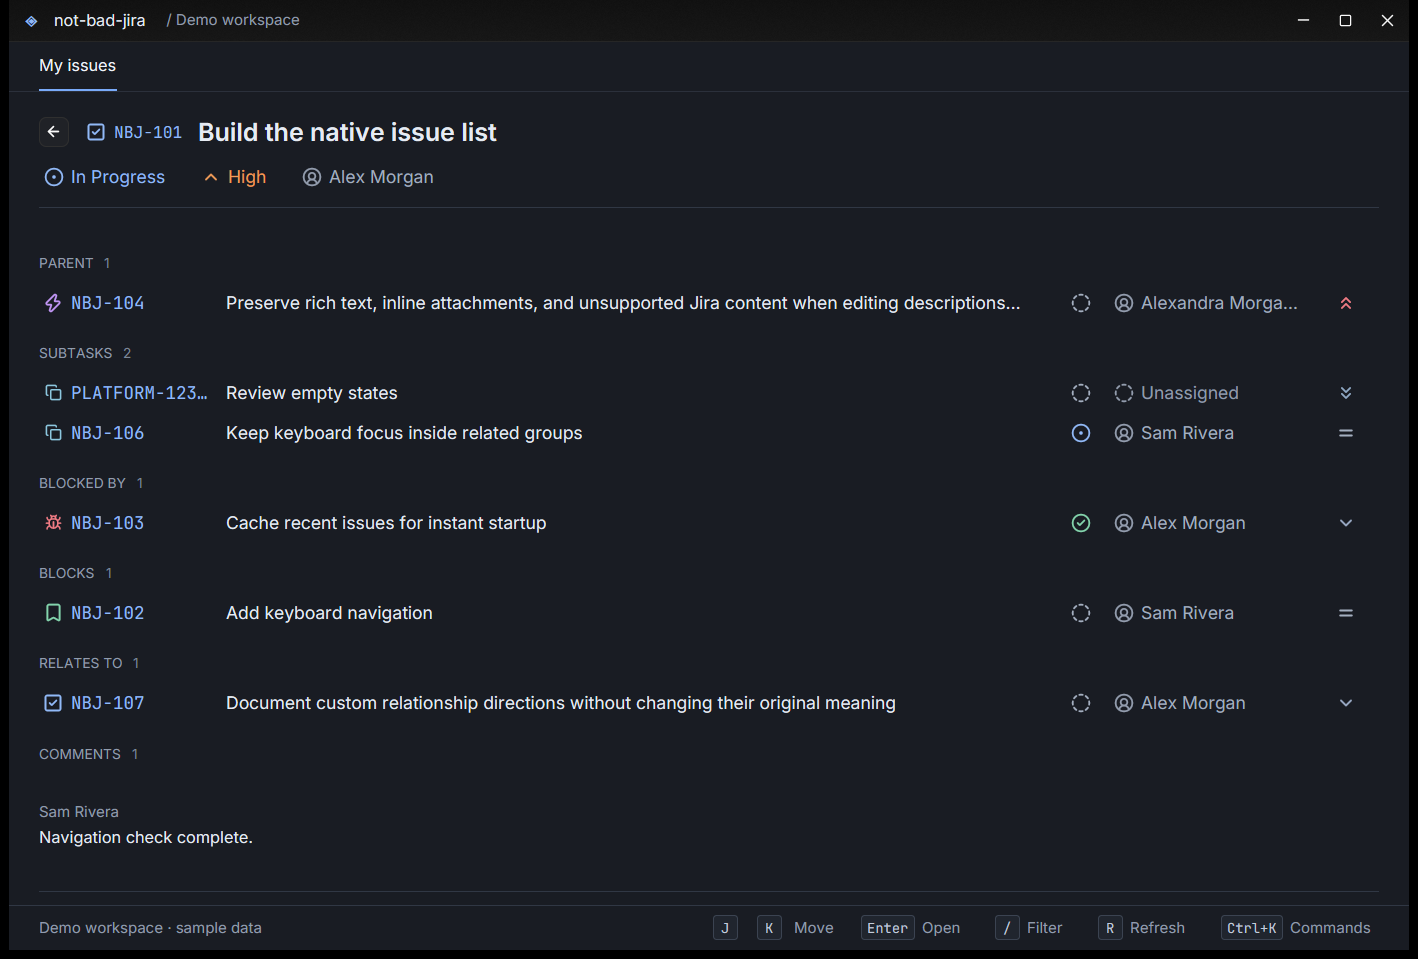 not-bad-jira / Demo workspace
My issues
NBJ-101 Build the native issue list
In Progress High Alex Morgan
PARENT 1
NBJ-104 Preserve rich text, inline attachments, and unsupported Jira content when editing descriptions... Alexandra Morga...
SUBTASKS 2
PLATFORM-123… Review empty states Unassigned
NBJ-106 Keep keyboard focus inside related groups Sam Rivera
BLOCKED BY 1
NBJ-103 Cache recent issues for instant startup Alex Morgan
BLOCKS 1
NBJ-102 Add keyboard navigation Sam Rivera
RELATES TO 1
NBJ-107 Document custom relationship directions without changing their original meaning Alex Morgan
COMMENTS 1
Sam Rivera
Navigation check complete.
Demo workspace · sample data J K Move Enter Open / Filter R Refresh Ctrl+K Commands